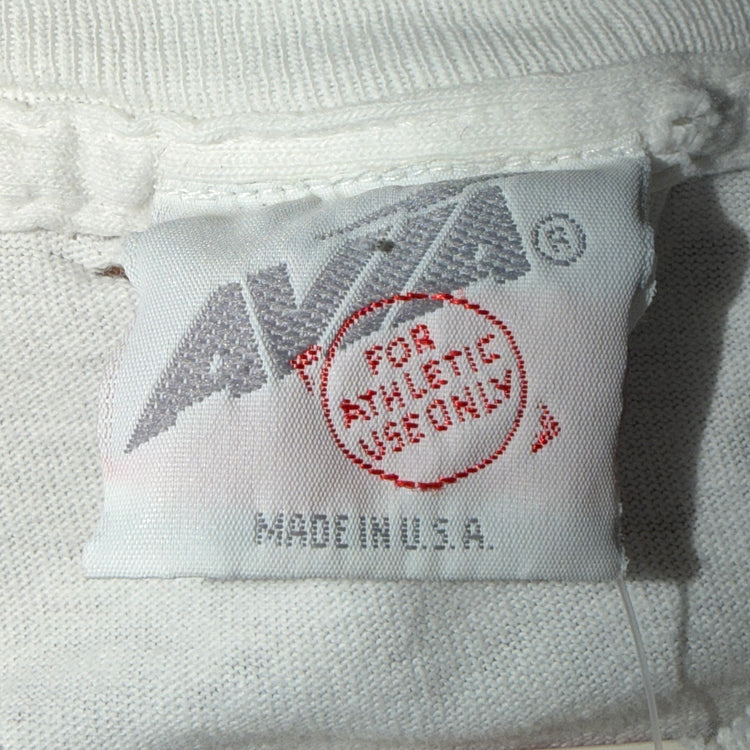 AVIA®
FOR
ATHLETIC
USE ONLY
MADE IN U.S.A.